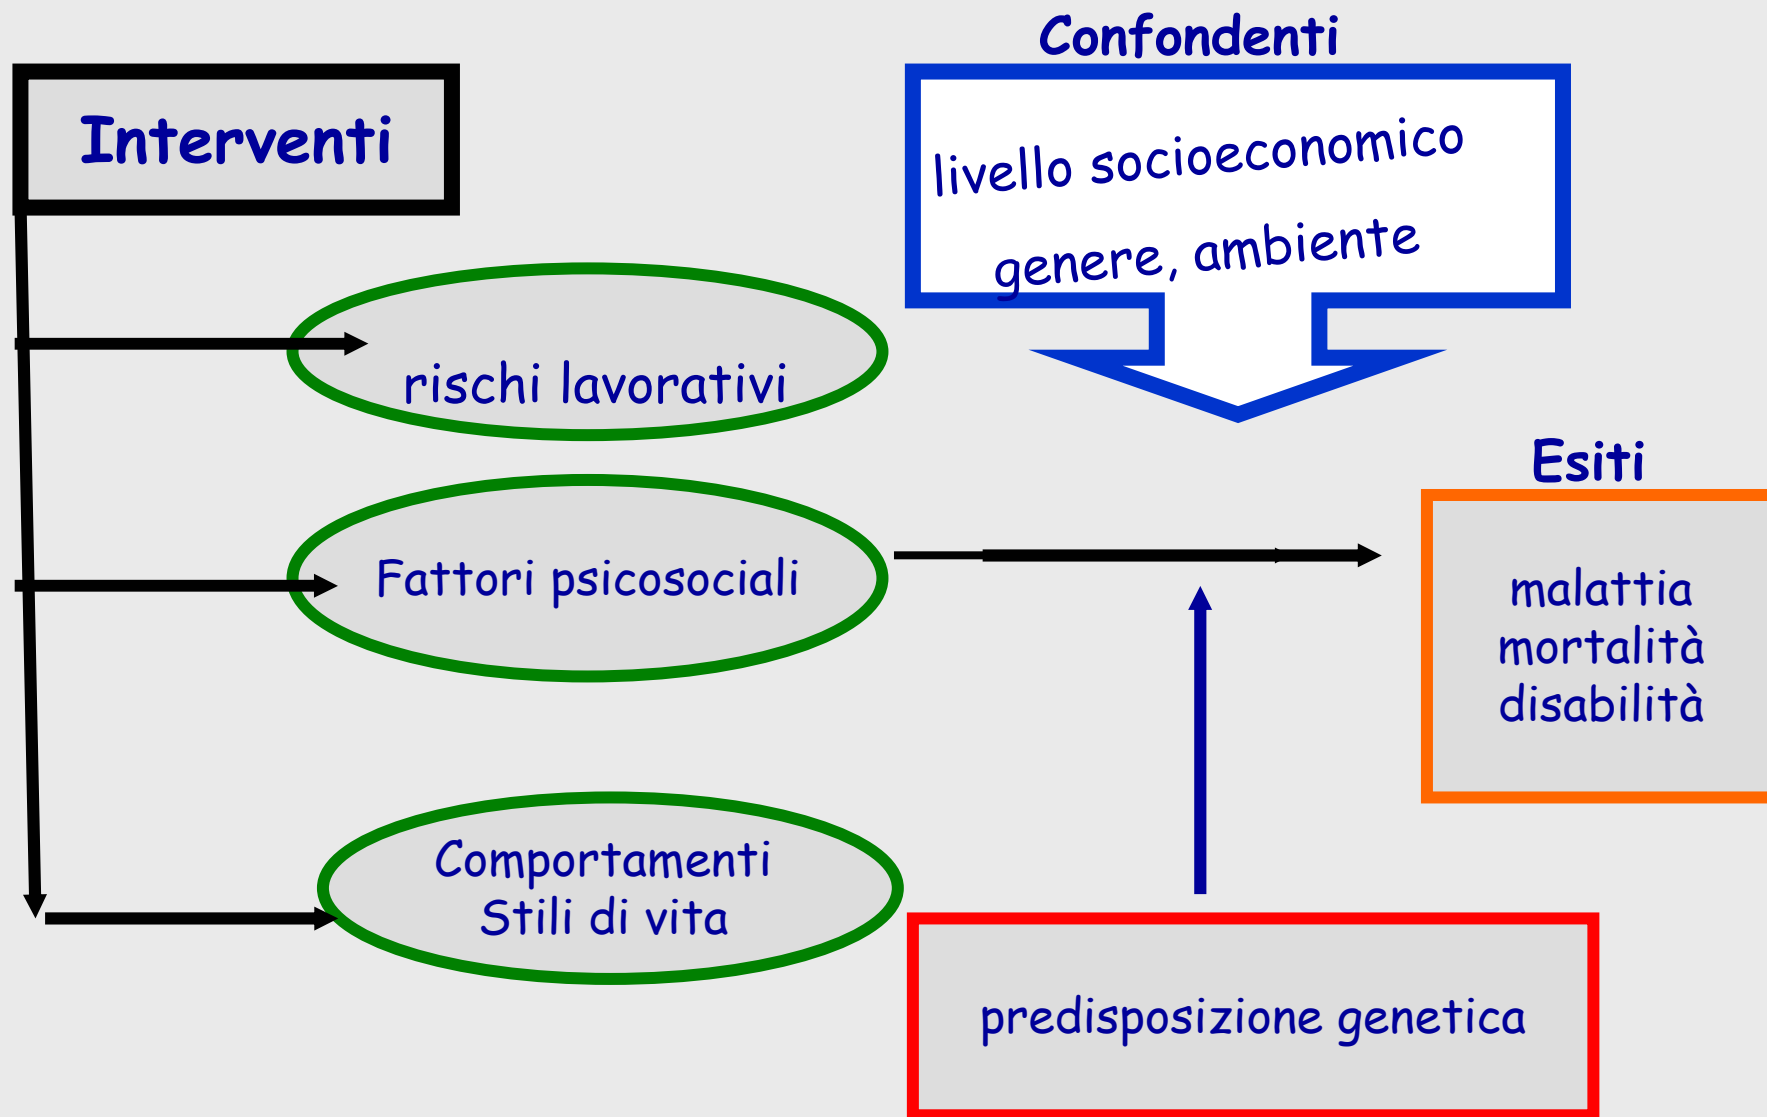 Confondenti
Interventi
livello socioeconomico
genere, ambiente
rischi lavorativi
Esiti
Fattori psicosociali
malattia
mortalità
disabilità
Comportamenti
Stili di vita
predisposizione genetica